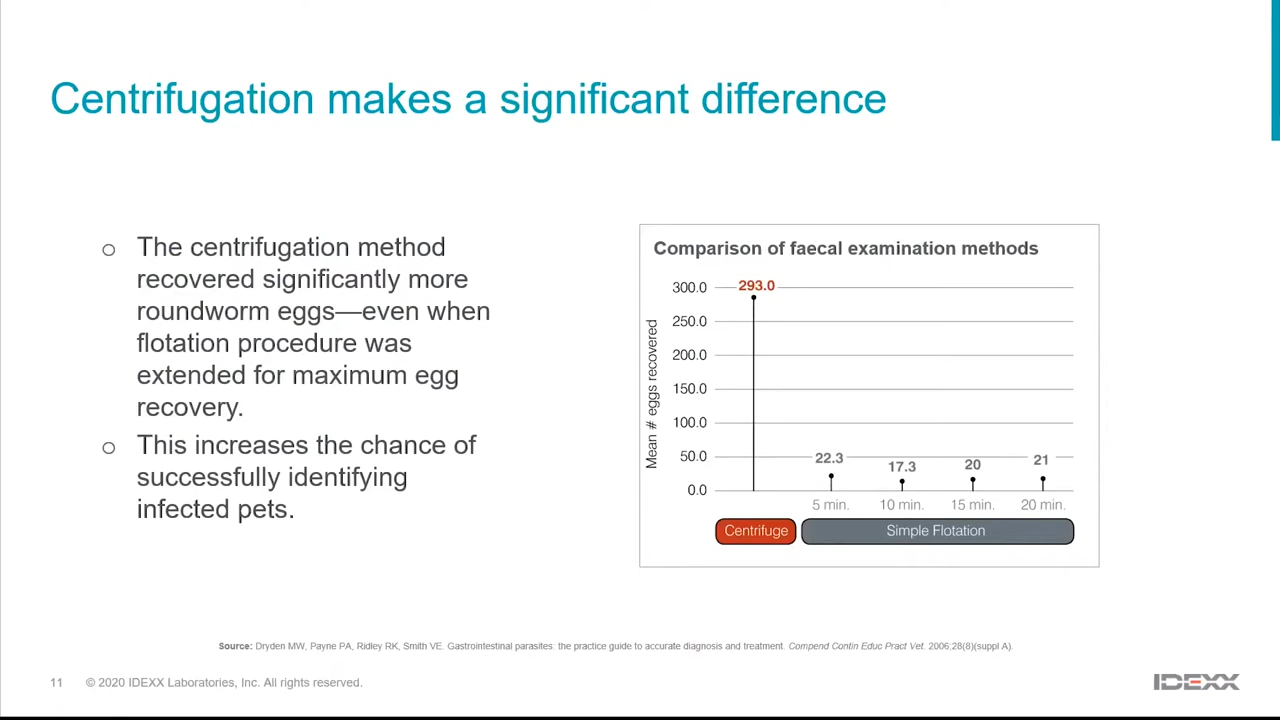 Centrifugation makes a significant difference
○ The centrifugation method
recovered significantly more
roundworm eggs—even when
flotation procedure was
extended for maximum egg
recovery.
○ This increases the chance of
successfully identifying
infected pets.
Comparison of faecal examination methods
Mean # eggs recovered
300.0
250.0
200.0
150.0
100.0
50.0
0.0
293.0
22.3
17.3
20
21
5 min.
10 min.
15 min.
20 min.
Centrifuge
Simple Flotation
Source: Dryden MW, Payne PA, Ridley RK, Smith VE. Gastrointestinal parasites: the practice guide to accurate diagnosis and treatment. Compend Contin Educ Pract Vet. 2006;28(8)(suppl A).
11 © 2020 IDEXX Laboratories, Inc. All rights reserved.
IDEXX